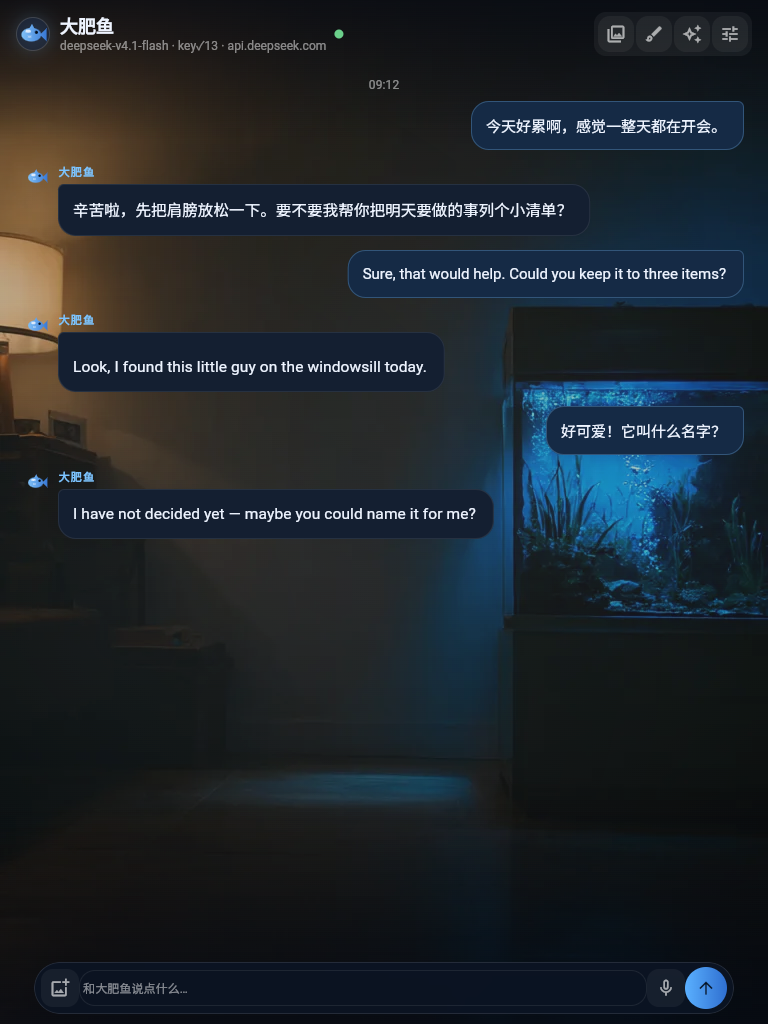 大肥鱼
deepseek-v4.1-flash · key✓/13 · api.deepseek.com
09:12
今天好累啊，感觉一整天都在开会。
大肥鱼
辛苦啦，先把肩膀放松一下。要不要我帮你把明天要做的事列个小清单？
Sure, that would help. Could you keep it to three items?
大肥鱼
Look, I found this little guy on the windowsill today.
好可爱！它叫什么名字？
大肥鱼
I have not decided yet — maybe you could name it for me?
和大肥鱼说点什么…